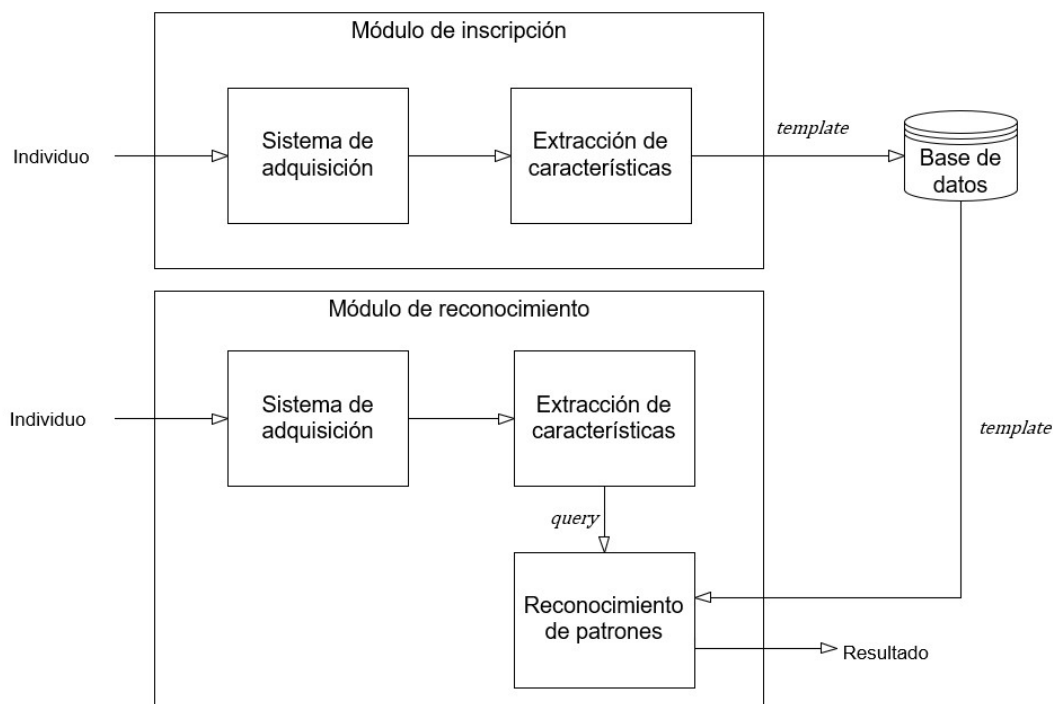 Módulo de inscripción
Individuo
Sistema de
adquisición
Extracción de
características
template
Base de
datos
Módulo de reconocimiento
Individuo
Sistema de
adquisición
Extracción de
características
template
query
Reconocimiento
de patrones
Resultado